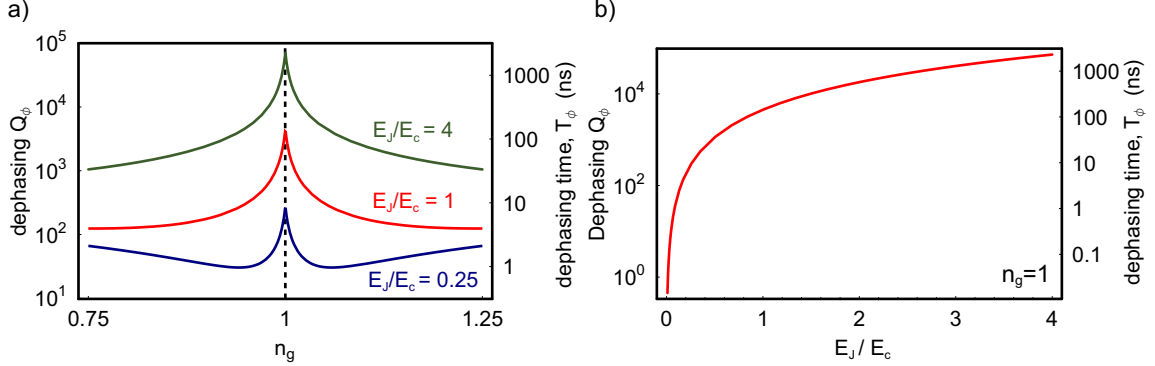 a)
10^5
10^4
10^3
10^2
10^1
dephasing Q_ϕ
E_J/E_c = 4
E_J/E_c = 1
E_J/E_c = 0.25
1000
100
10
1
dephasing time, T_ϕ (ns)
0.75
1
1.25
n_g
b)
10^4
10^2
10^0
Dephasing Q_ϕ
n_g=1
1000
100
10
1
0.1
dephasing time, T_ϕ (ns)
0
1
2
3
4
E_J / E_c